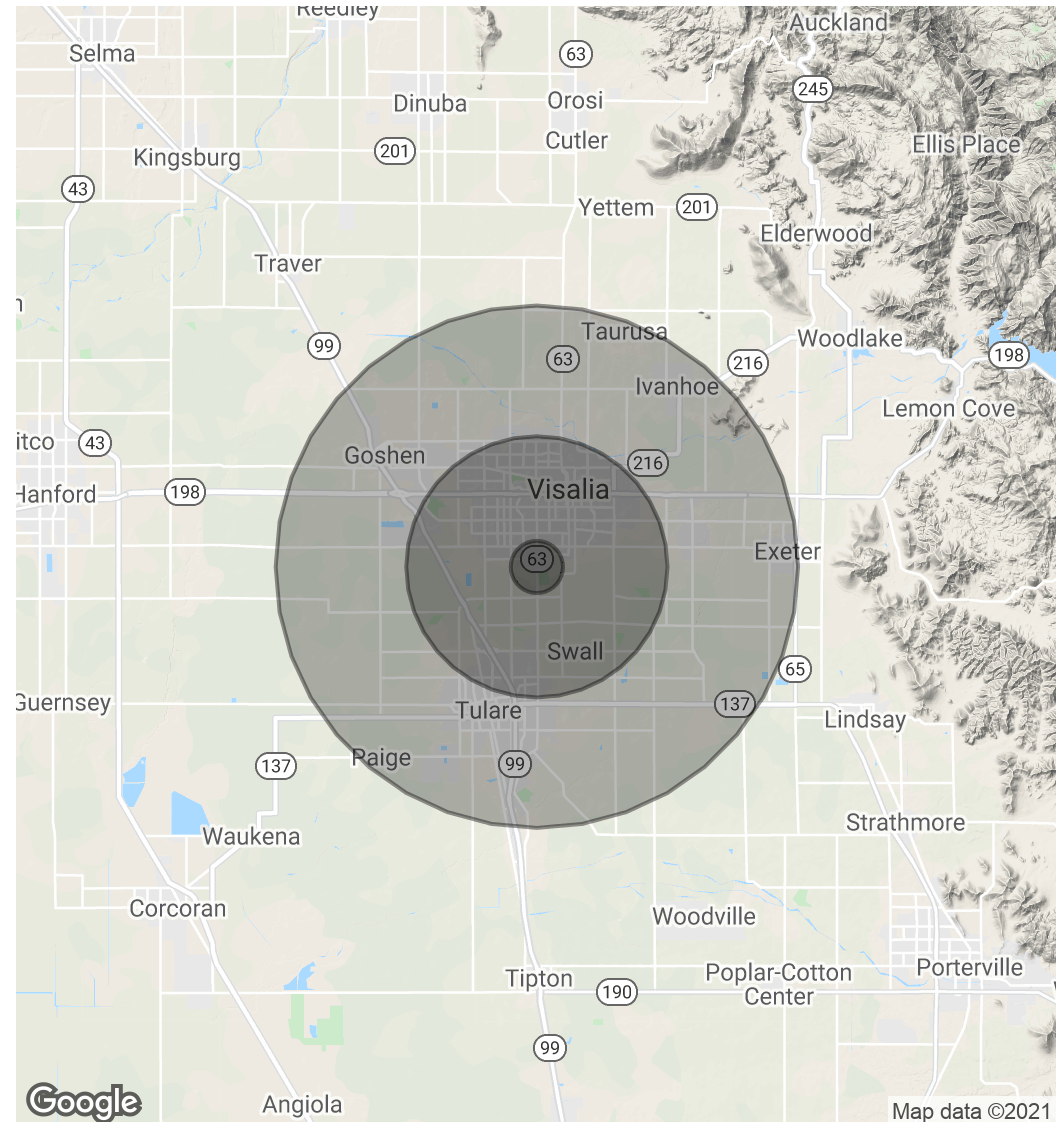 Reedley
Auckland
Selma
63
245
Dinuba
Orosi
Cutler
Ellis Place
Kingsburg
201
43
Yettem
201
Elderwood
Traver
99
Taurusa
63
Woodlake
216
198
Ivanhoe
Lemon Cove
itco
43
Goshen
216
Hanford
198
Visalia
63
Exeter
Swall
65
Guernsey
Tulare
137
Lindsay
Paige
137
99
Waukena
Strathmore
Corcoran
Woodville
Tipton
Poplar-Cotton
Center
Porterville
190
99
Google
Angiola
Map data ©2021